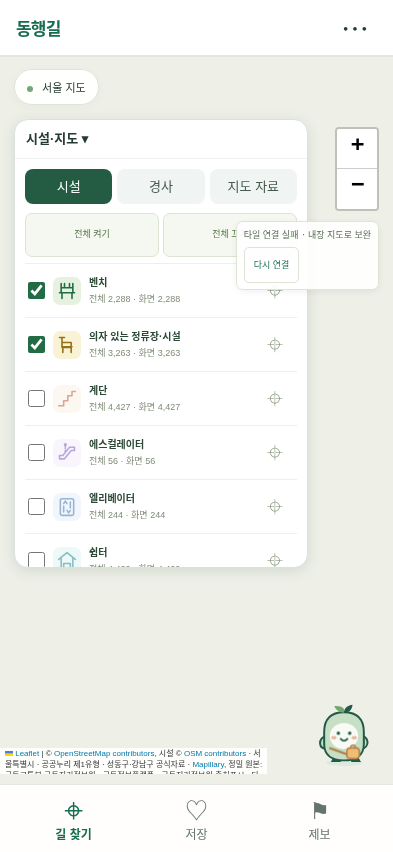 동행길
서울 지도
시설·지도 ▾
+
−
시설
경사
지도 자료
전체 켜기
전체
타일 연결 실패 · 내장 지도로 보완
다시 연결
벤치
전체 2,288 · 화면 2,288
의자 있는 정류장·시설
전체 3,263 · 화면 3,263
계단
전체 4,427 · 화면 4,427
에스컬레이터
전체 56 · 화면 56
엘리베이터
전체 244 · 화면 244
쉼터
Leaflet | © OpenStreetMap contributors, 시설 © OSM contributors · 서
울특별시 · 공공누리 제1유형 · 성동구·강남구 공식자료 · Mapillary, 정밀 원본:
길 찾기
저장
제보